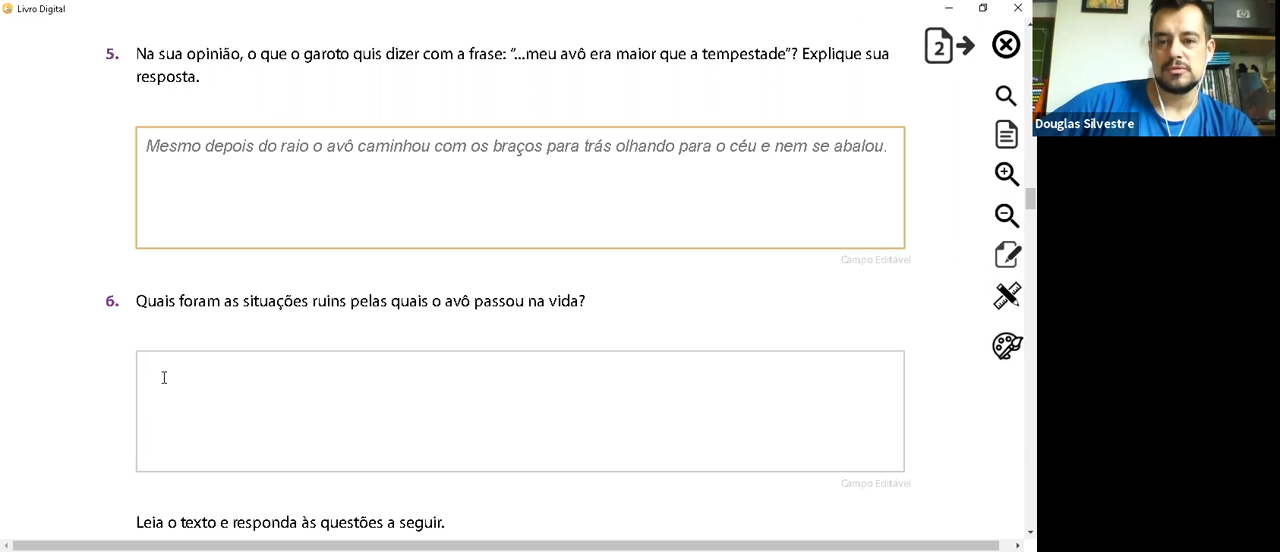 Livro Digital
5. Na sua opinião, o que o garoto quis dizer com a frase: “...meu avô era maior que a tempestade”? Explique sua
resposta.
2
Douglas Silvestre
Mesmo depois do raio o avô caminhou com os braços para trás olhando para o céu e nem se abalou.
Campo Editável
6. Quais foram as situações ruins pelas quais o avô passou na vida?
Campo Editável
Leia o texto e responda às questões a seguir.